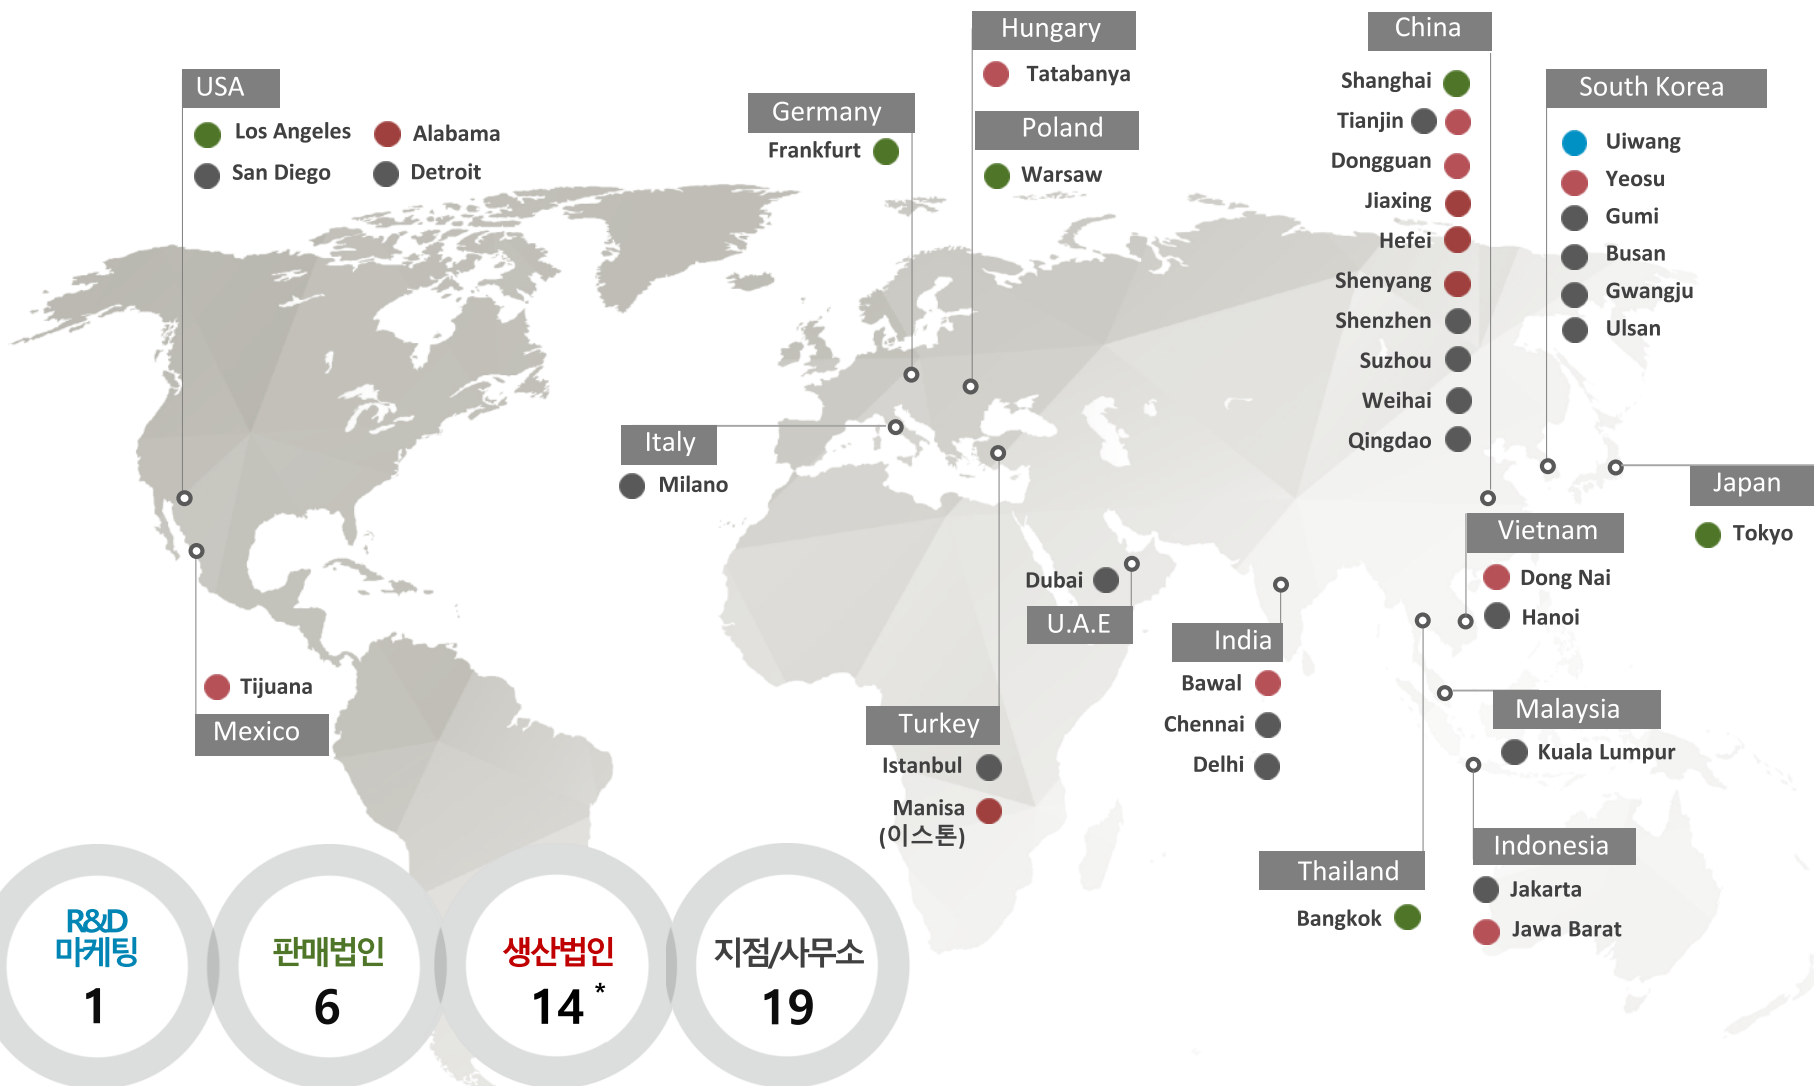 USA
Los Angeles
Alabama
San Diego
Detroit
Tijuana
Mexico
Germany
Frankfurt
Hungary
Tatabanya
Poland
Warsaw
Italy
Milano
Turkey
Istanbul
Manisa
(이스톤)
Dubai
U.A.E
India
Bawal
Chennai
Delhi
China
Shanghai
Tianjin
Dongguan
Jiaxing
Hefei
Shenyang
Shenzhen
Suzhou
Weihai
Qingdao
South Korea
Uiwang
Yeosu
Gumi
Busan
Gwangju
Ulsan
Japan
Tokyo
Vietnam
Dong Nai
Hanoi
Malaysia
Kuala Lumpur
Indonesia
Jakarta
Jawa Barat
Thailand
Bangkok
R&D
마케팅
1
판매법인
6
생산법인
14 *
지점/사무소
19